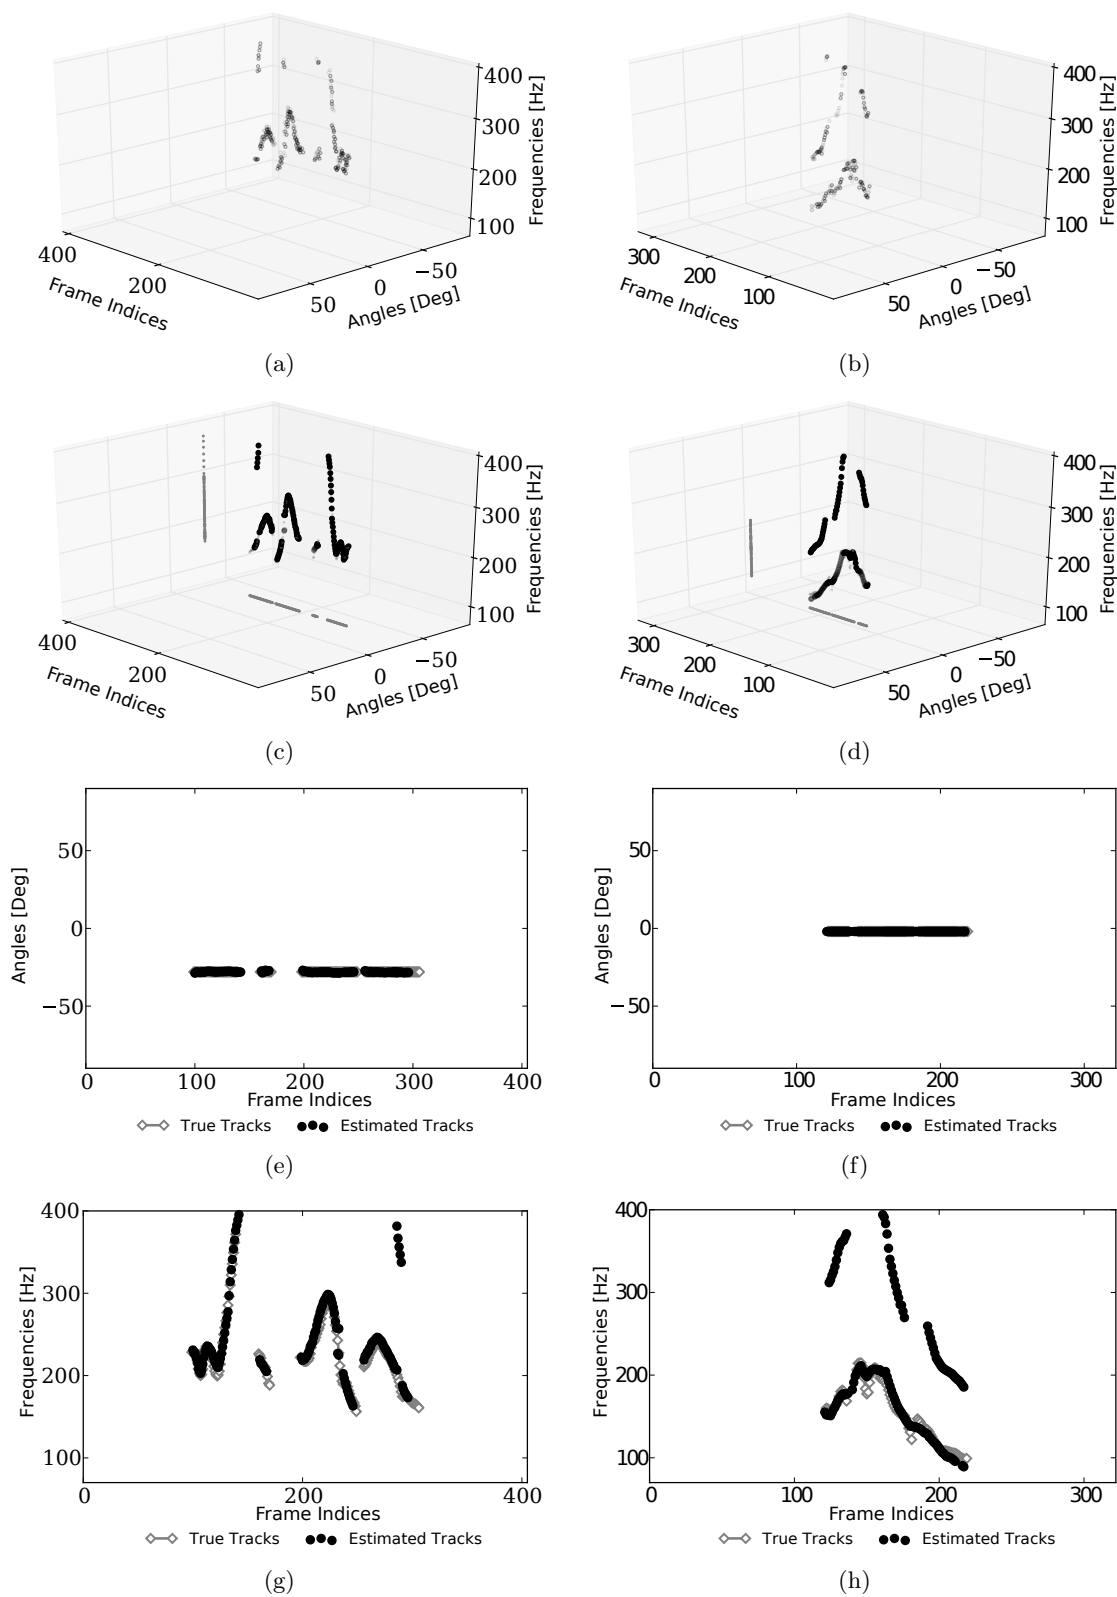 400
300
200
100
Frequencies [Hz]
400
200
Frame Indices
50
0
−50
Angles [Deg]
(a)
400
300
200
100
Frequencies [Hz]
300
200
100
Frame Indices
50
0
−50
Angles [Deg]
(b)
400
300
200
100
Frequencies [Hz]
400
200
Frame Indices
50
0
−50
Angles [Deg]
(c)
400
300
200
100
Frequencies [Hz]
300
200
100
Frame Indices
50
0
−50
Angles [Deg]
(d)
Angles [Deg]
50
0
−50
0 100 200 300 400
Frame Indices
True Tracks Estimated Tracks
(e)
Angles [Deg]
50
0
−50
0 100 200 300
Frame Indices
True Tracks Estimated Tracks
(f)
Frequencies [Hz]
400
300
200
100
0 200 400
Frame Indices
True Tracks Estimated Tracks
(g)
Frequencies [Hz]
400
300
200
100
0 100 200 300
Frame Indices
True Tracks Estimated Tracks
(h)